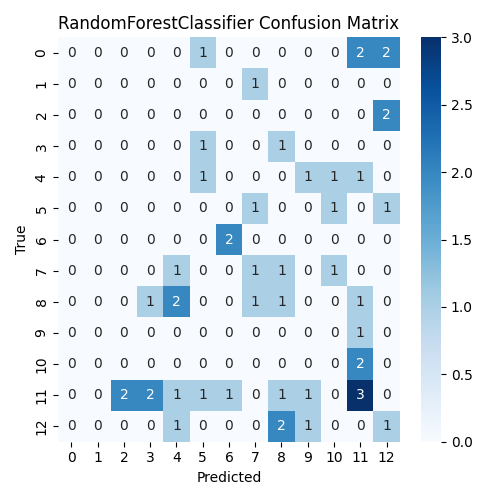 RandomForestClassifier Confusion Matrix
0 0 0 0 0 0 1 0 0 0 0 0 2 2
1 0 0 0 0 0 0 0 1 0 0 0 0 0
2 0 0 0 0 0 0 0 0 0 0 0 0 2
3 0 0 0 0 0 1 0 0 1 0 0 0 0
4 0 0 0 0 0 1 0 0 0 1 1 1 0
5 0 0 0 0 0 0 0 1 0 0 1 0 1
6 0 0 0 0 0 0 2 0 0 0 0 0 0
7 0 0 0 0 1 0 0 1 1 0 1 0 0
8 0 0 0 1 2 0 0 1 1 0 0 1 0
9 0 0 0 0 0 0 0 0 0 0 0 1 0
10 0 0 0 0 0 0 0 0 0 0 0 2 0
11 0 0 2 2 1 1 1 0 1 1 0 3 0
12 0 0 0 0 1 0 0 0 2 1 0 0 1
0 1 2 3 4 5 6 7 8 9 10 11 12
Predicted
True
3.0
2.5
2.0
1.5
1.0
0.5
0.0